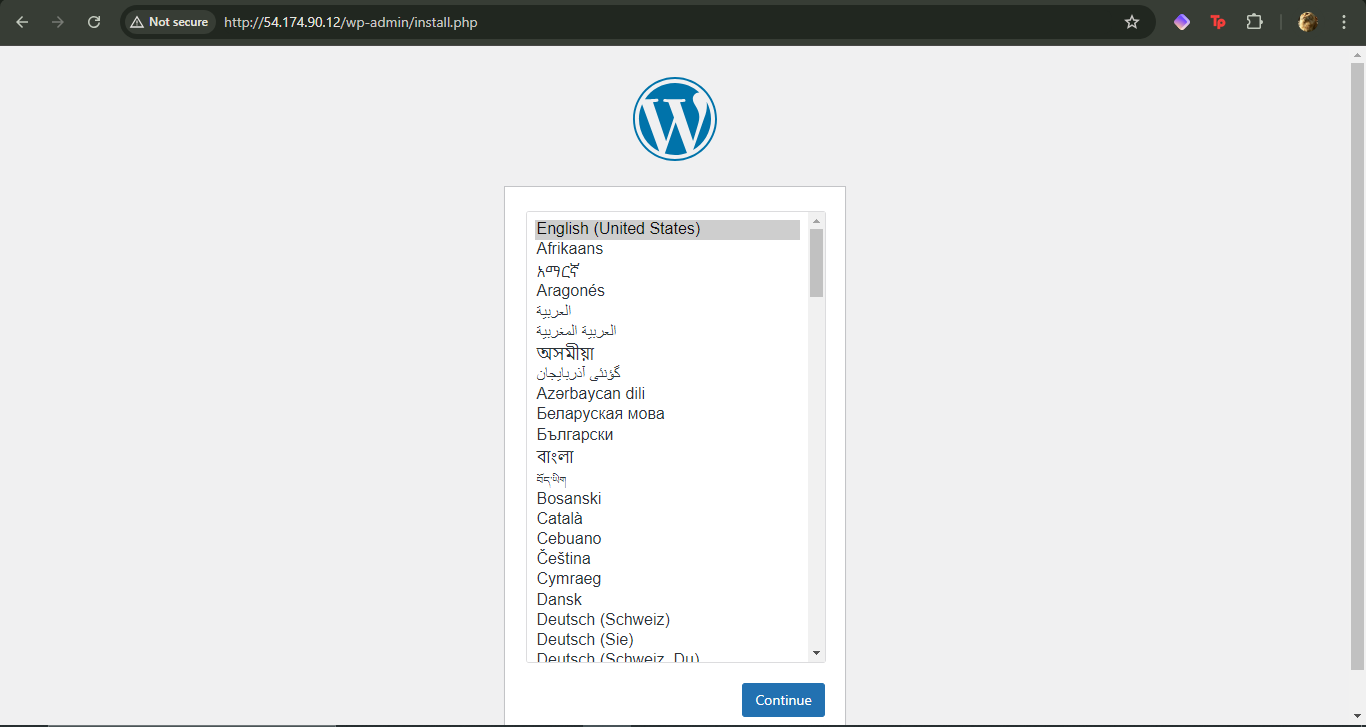 Not secure
http://54.174.90.12/wp-admin/install.php
Tp
W
English (United States)
Afrikaans
አማርኛ
Aragonés
العربية
العربية المغربية
অসমীয়া
گؤنئی آذربایجان
Azərbaycan dili
Беларуская мова
Български
বাংলা
བོད་ཡིག
Bosanski
Català
Cebuano
Čeština
Cymraeg
Dansk
Deutsch (Schweiz)
Deutsch (Sie)
Deutsch (Schweiz, Du)
Continue